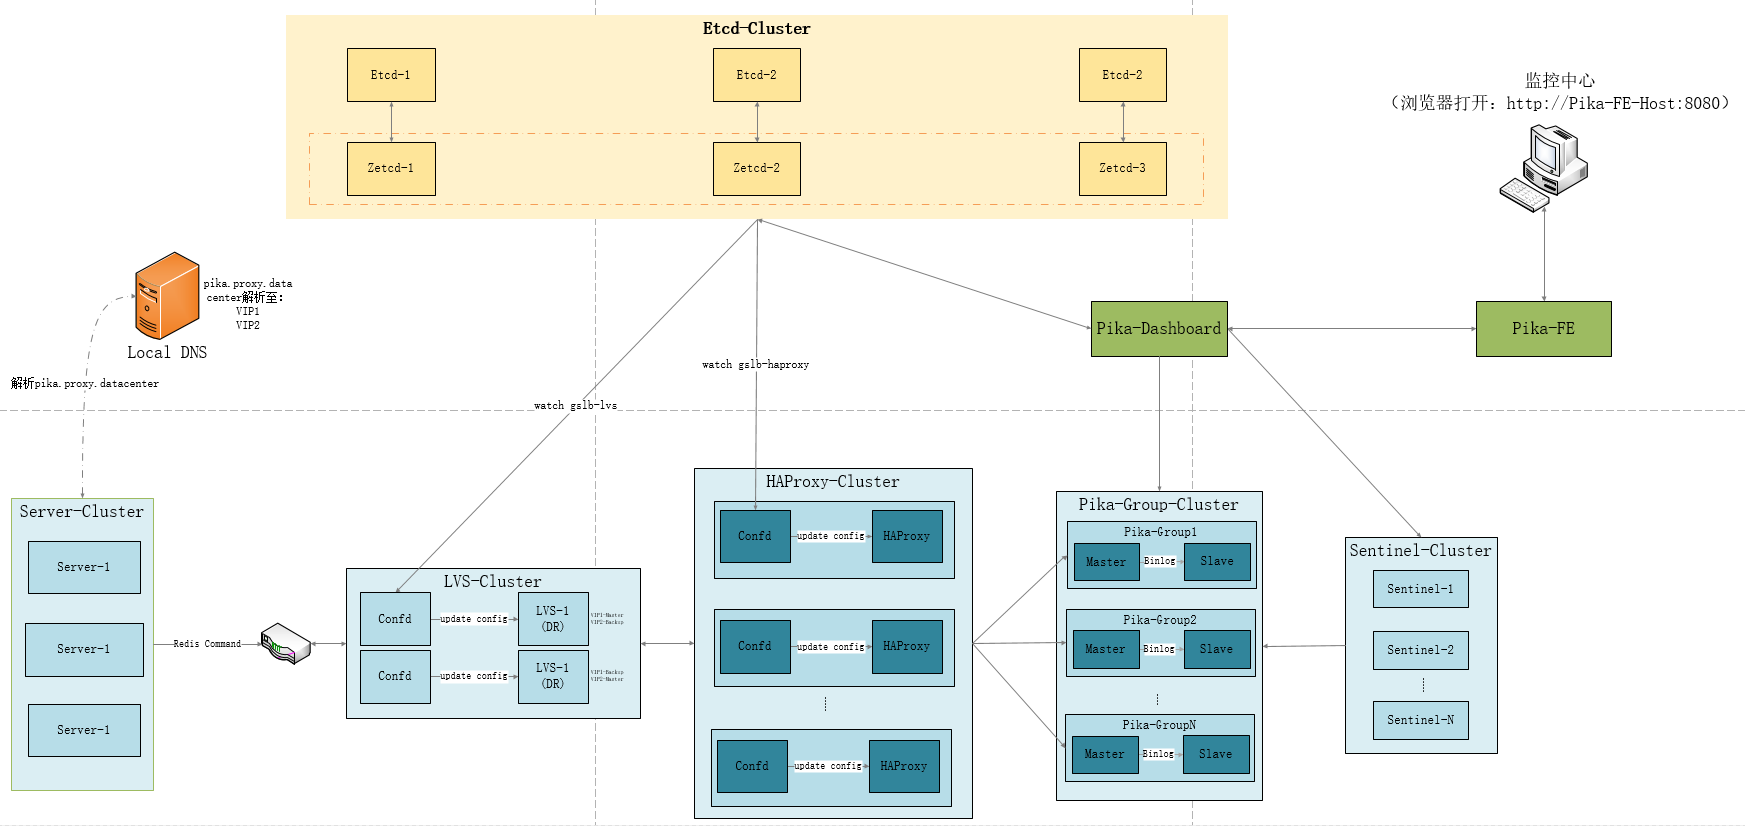 Etcd-Cluster
Etcd-1
Etcd-2
Etcd-2
Zetcd-1
Zetcd-2
Zetcd-3
监控中心
（浏览器打开：http://Pika-FE-Host:8080）
pika.proxy.data
center解析至：
VIP1
VIP2
Local DNS
解析pika.proxy.datacenter
Pika-Dashboard
Pika-FE
watch gslb-haproxy
watch gslb-lvs
Server-Cluster
Server-1
Server-1
Server-1
Redis Command
LVS-Cluster
Confd
update config
LVS-1
(DR)
VIP1-Master
VIP2-Backup
Confd
update config
LVS-1
(DR)
VIP1-Backup
VIP2-Master
HAProxy-Cluster
Confd
update config
HAProxy
Confd
update config
HAProxy
Confd
update config
HAProxy
Pika-Group-Cluster
Pika-Group1
Master
Binlog
Slave
Pika-Group2
Master
Binlog
Slave
Pika-GroupN
Master
Binlog
Slave
Sentinel-Cluster
Sentinel-1
Sentinel-2
Sentinel-N